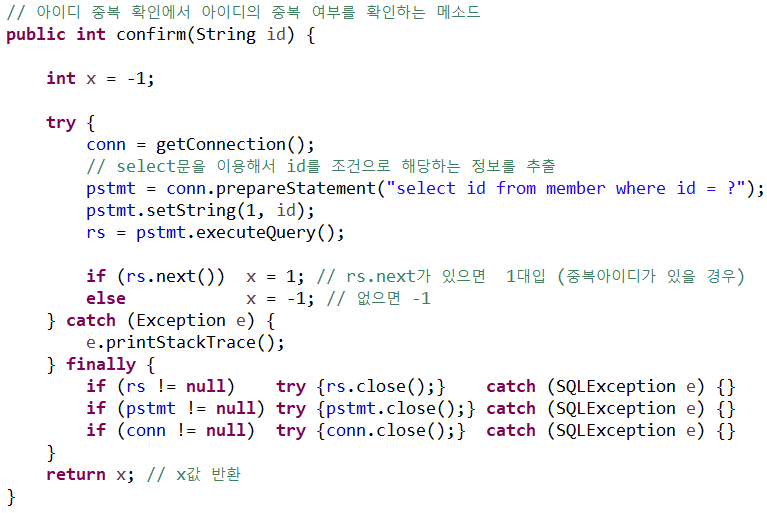 // 아이디 중복 확인에서 아이디의 중복 여부를 확인하는 메소드
public int confirm(String id) {
int x = -1;
try {
conn = getConnection();
// select문을 이용해서 id를 조건으로 해당하는 정보를 추출
pstmt = conn.prepareStatement("select id from member where id = ?");
pstmt.setString(1, id);
rs = pstmt.executeQuery();
if (rs.next()) x = 1; // rs.next가 있으면 1대입 (중복아이디가 있을 경우)
else x = -1; // 없으면 -1
} catch (Exception e) {
e.printStackTrace();
} finally {
if (rs != null) try {rs.close();} catch (SQLException e) {}
if (pstmt != null) try {pstmt.close();} catch (SQLException e) {}
if (conn != null) try {conn.close();} catch (SQLException e) {}
}
return x; // x값 반환
}